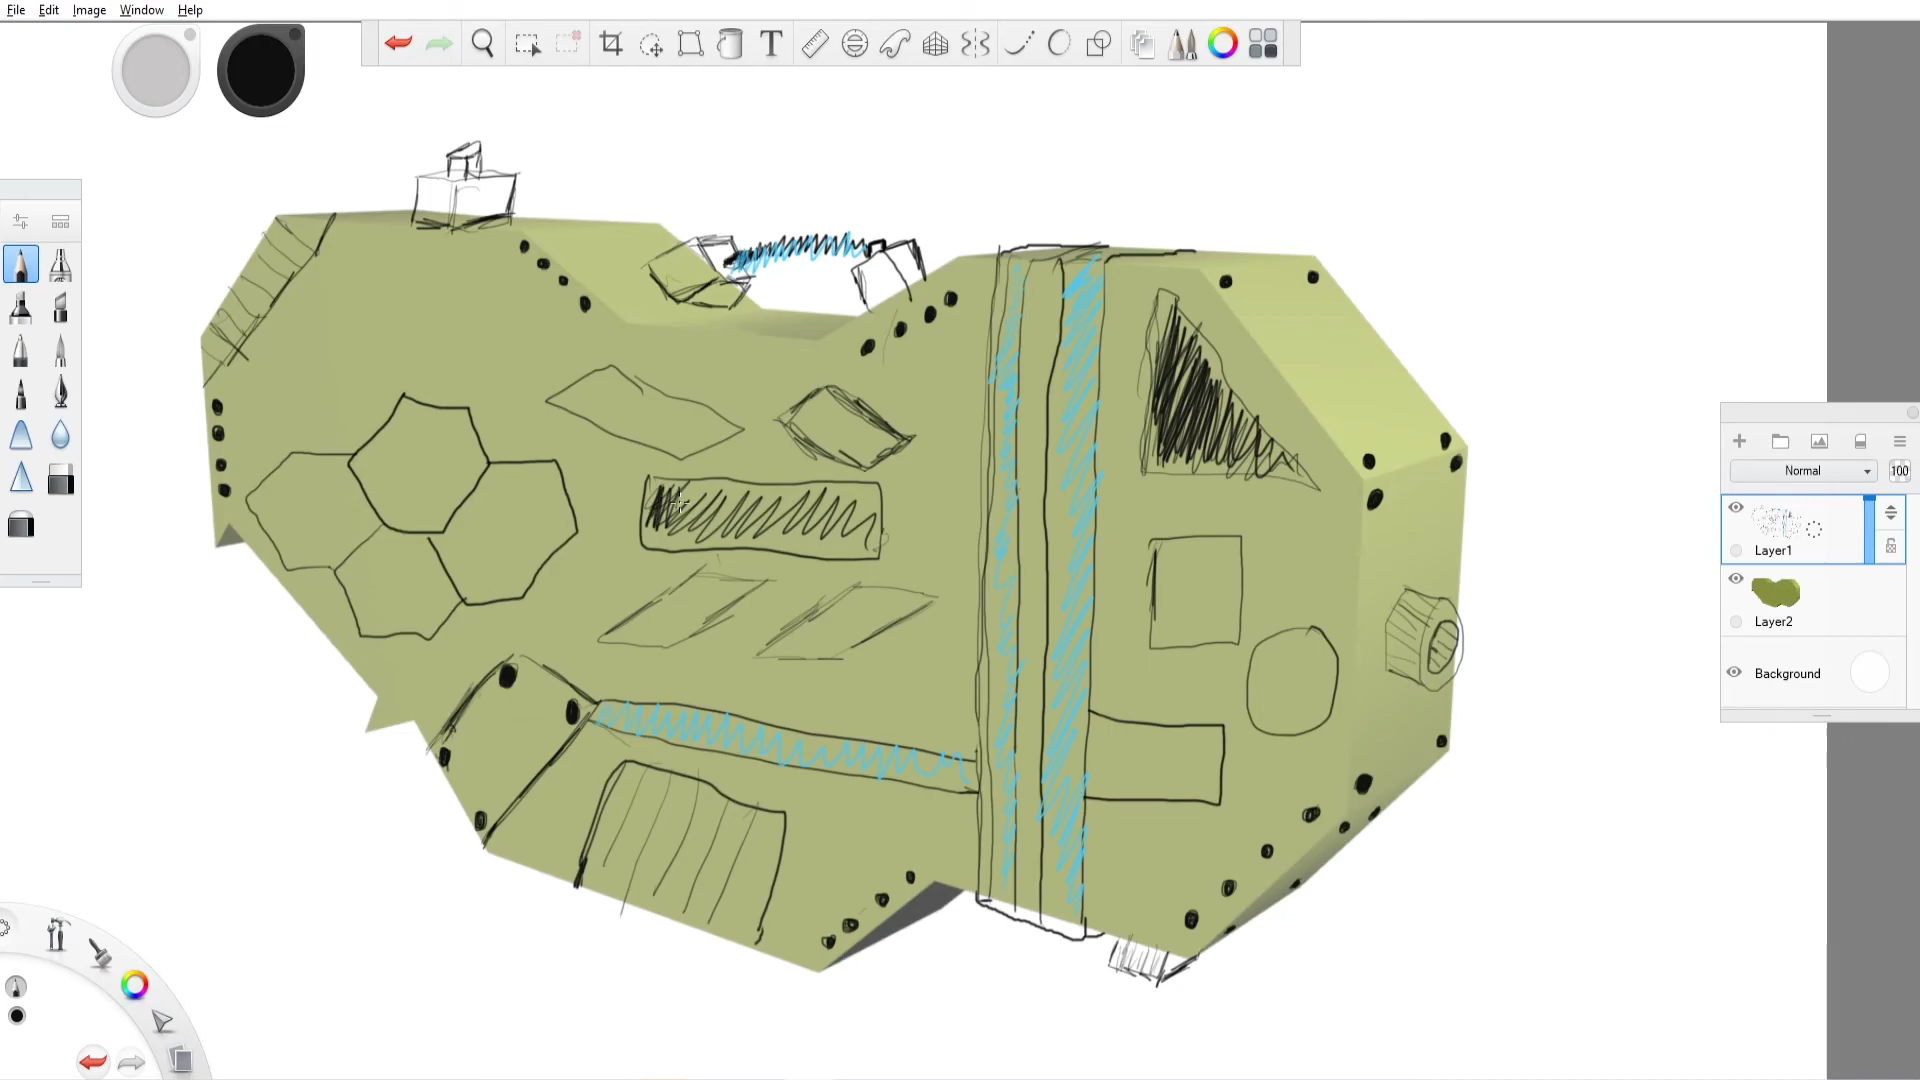 File Edit Image Window Help
T
Normal 100
Layer1
Layer2
Background